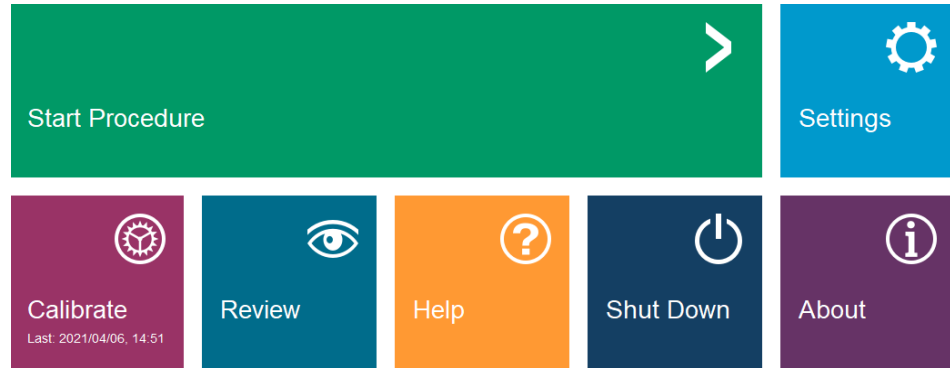 Start Procedure
Settings
Calibrate
Last: 2021/04/06, 14:51
Review
Help
Shut Down
About